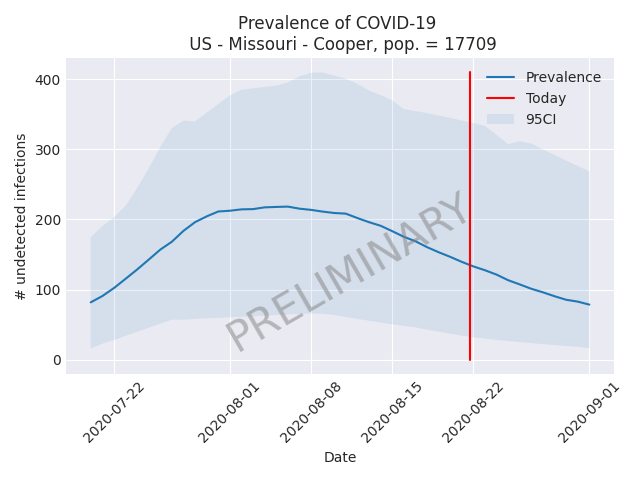 Prevalence of COVID-19
US - Missouri - Cooper, pop. = 17709
Prevalence
Today
95CI
# undetected infections
400
300
200
100
0
PRELIMINARY
2020-07-22
2020-08-01
2020-08-08
2020-08-15
2020-08-22
2020-09-01
Date